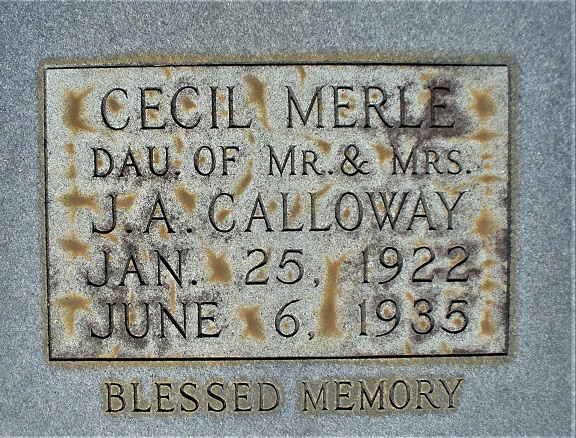 CECIL MERLE
DAU. OF MR. & MRS.
J. A. CALLOWAY
JAN. 25, 1922
JUNE 6, 1935
BLESSED MEMORY